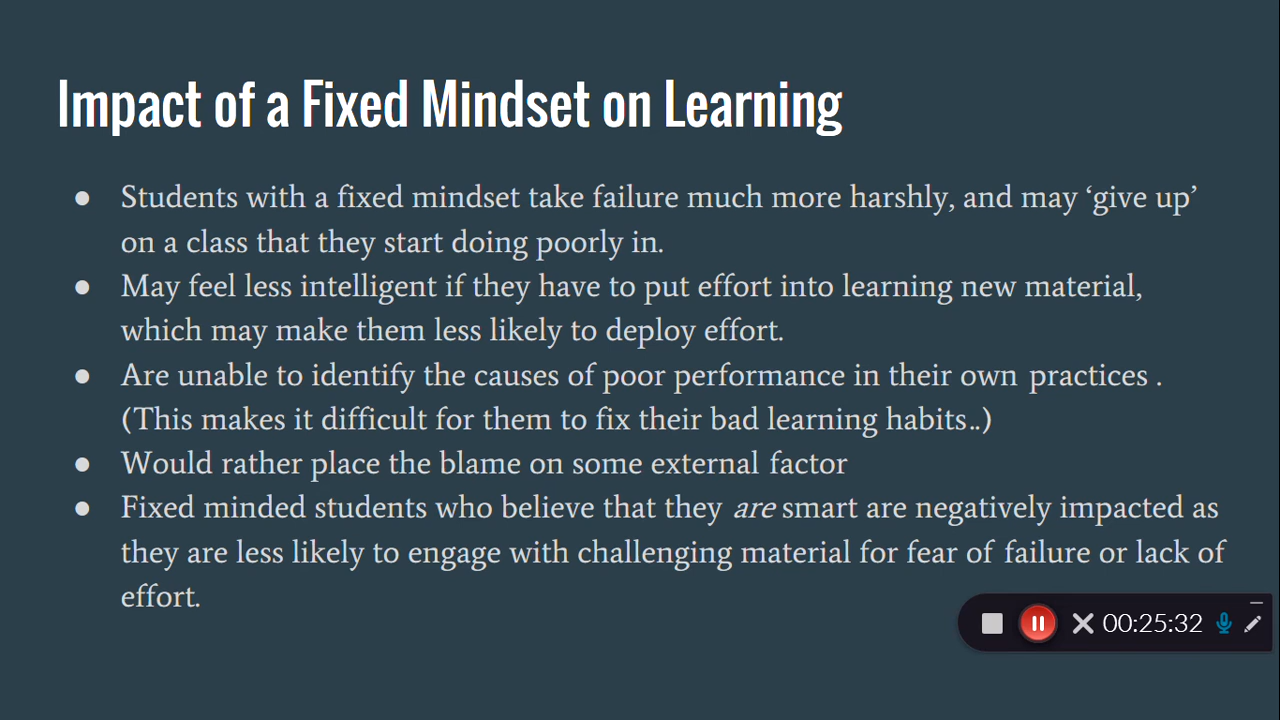 Impact of a Fixed Mindset on Learning
● Students with a fixed mindset take failure much more harshly, and may ‘give up’
on a class that they start doing poorly in.
● May feel less intelligent if they have to put effort into learning new material,
which may make them less likely to deploy effort.
● Are unable to identify the causes of poor performance in their own practices .
(This makes it difficult for them to fix their bad learning habits..)
● Would rather place the blame on some external factor
● Fixed minded students who believe that they are smart are negatively impacted as
they are less likely to engage with challenging material for fear of failure or lack of
effort.
00:25:32